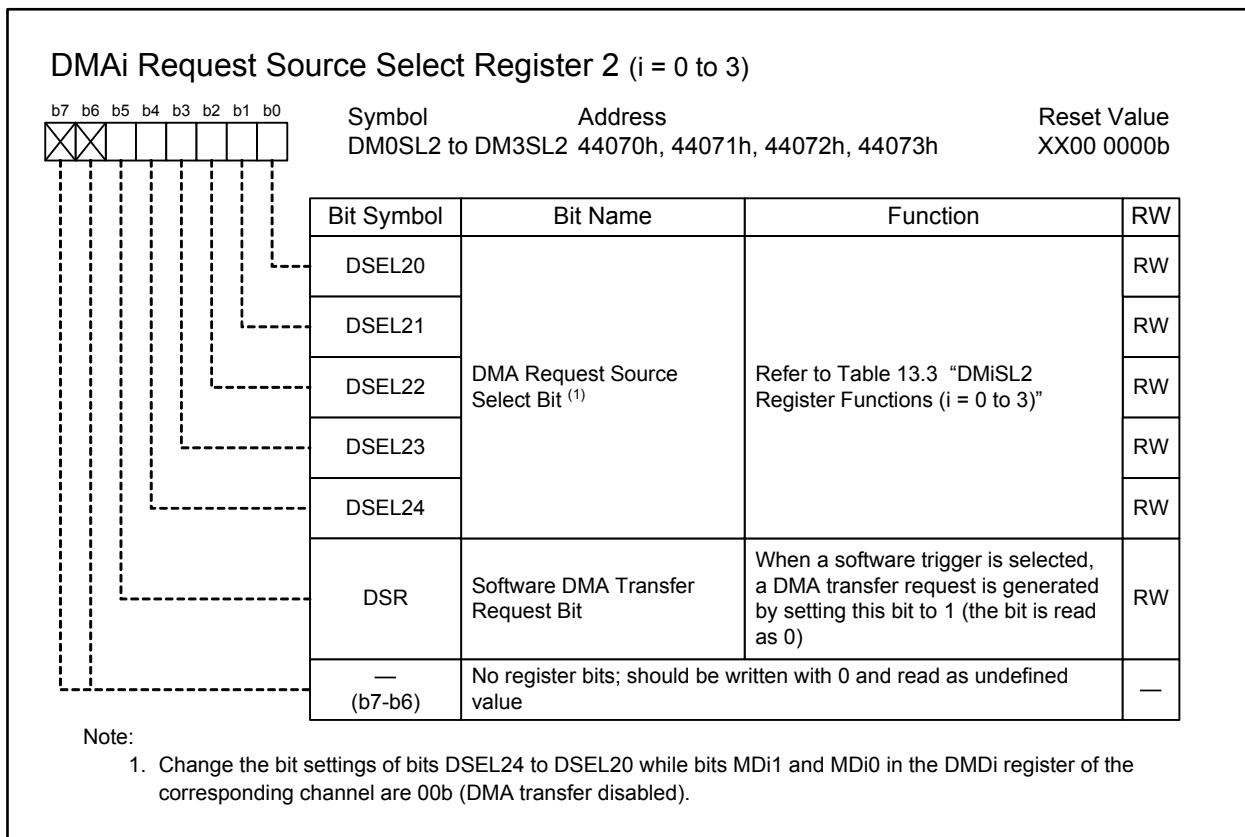 DMAi Request Source Select Register 2 (i = 0 to 3)
b7 b6 b5 b4 b3 b2 b1 b0
Symbol Address Reset Value
DM0SL2 to DM3SL2 44070h, 44071h, 44072h, 44073h XX00 0000b
Bit Symbol Bit Name Function RW
DSEL20 RW
DSEL21 RW
DSEL22 RW
DMA Request Source
Select Bit (1)
Refer to Table 13.3 “DMiSL2
Register Functions (i = 0 to 3)”
DSEL23 RW
DSEL24 RW
DSR
Software DMA Transfer
Request Bit
When a software trigger is selected,
a DMA transfer request is generated
by setting this bit to 1 (the bit is read
as 0)
RW
—
(b7-b6)
No register bits; should be written with 0 and read as undefined
value
—
Note:
1. Change the bit settings of bits DSEL24 to DSEL20 while bits MDi1 and MDi0 in the DMDi register of the
corresponding channel are 00b (DMA transfer disabled).